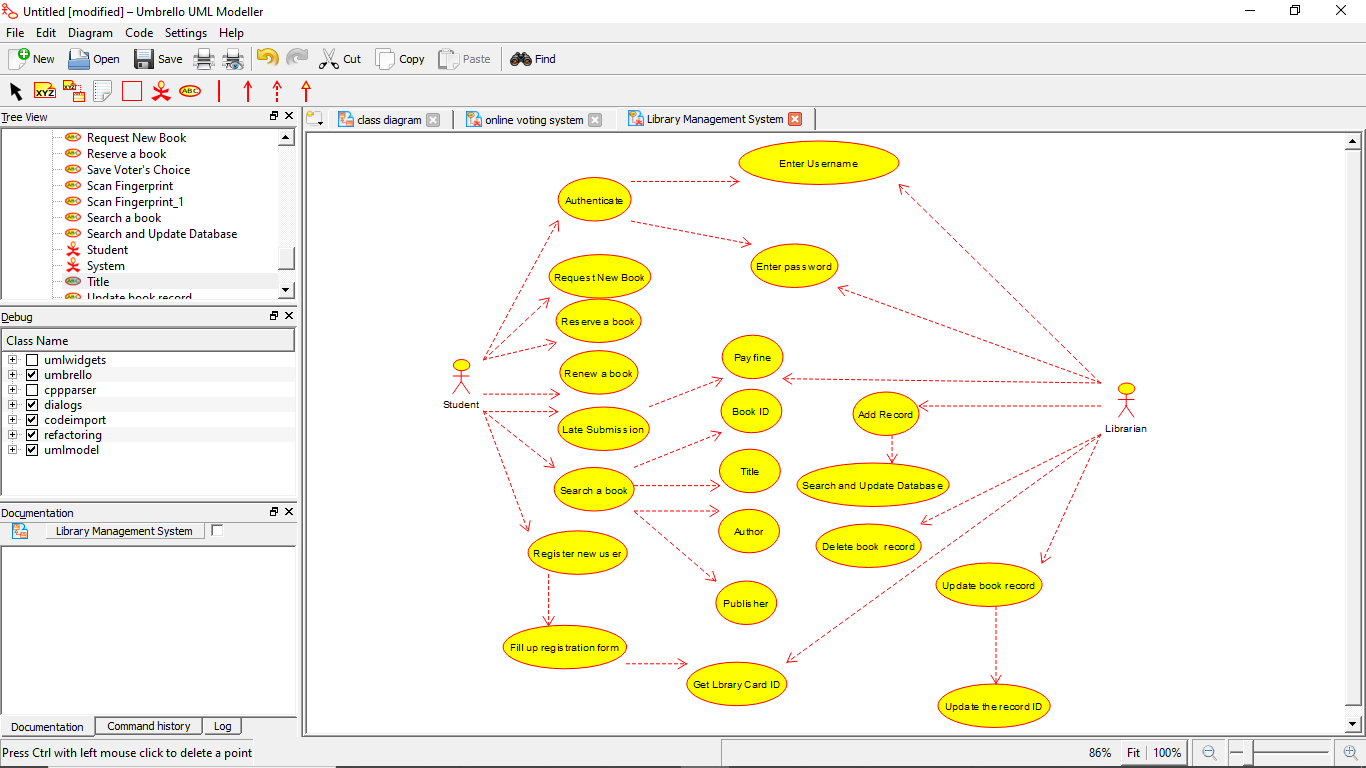 Untitled [modified] – Umbrello UML Modeller
File Edit Diagram Code Settings Help
New Open Save Cut Copy Paste Find
XYZ XYZ ABC
Tree View
Request New Book
Reserve a book
Save Voter's Choice
Scan Fingerprint
Scan Fingerprint_1
Search a book
Search and Update Database
Student
System
Title
Update book record
Debug
Class Name
umlwidgets
umbrello
cppparser
dialogs
codeimport
refactoring
umlmodel
Documentation
Library Management System
Documentation Command history Log
class diagram online voting system Library Management System
Enter Username
Authenticate
Enter password
Request New Book
Reserve a book
Pay fine
Renew a book
Student
Librarian
Book ID
Add Record
Late Submission
Title
Search a book
Search and Update Database
Author
Delete book record
Register new user
Update book record
Publisher
Fill up registration form
Get Lbrary Card ID
Update the record ID
Press Ctrl with left mouse click to delete a point
86% Fit 100%